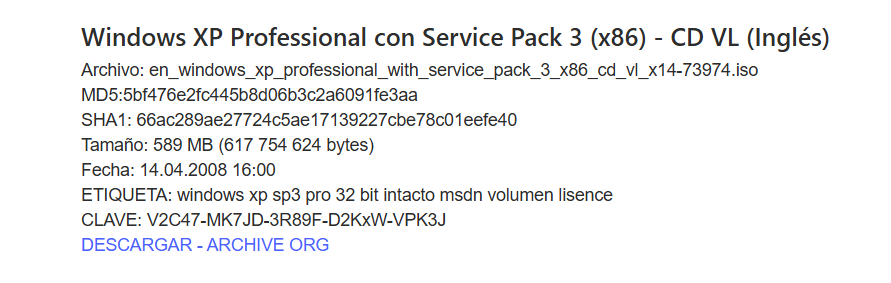 Windows XP Professional con Service Pack 3 (x86) - CD VL (Inglés)
Archivo: en_windows_xp_professional_with_service_pack_3_x86_cd_vl_x14-73974.iso
MD5:5bf476e2fc445b8d06b3c2a6091fe3aa
SHA1: 66ac289ae27724c5ae17139227cbe78c01eefe40
Tamaño: 589 MB (617 754 624 bytes)
Fecha: 14.04.2008 16:00
ETIQUETA: windows xp sp3 pro 32 bit intacto msdn volumen lisence
CLAVE: V2C47-MK7JD-3R89F-D2KxW-VPK3J
DESCARGAR - ARCHIVE ORG